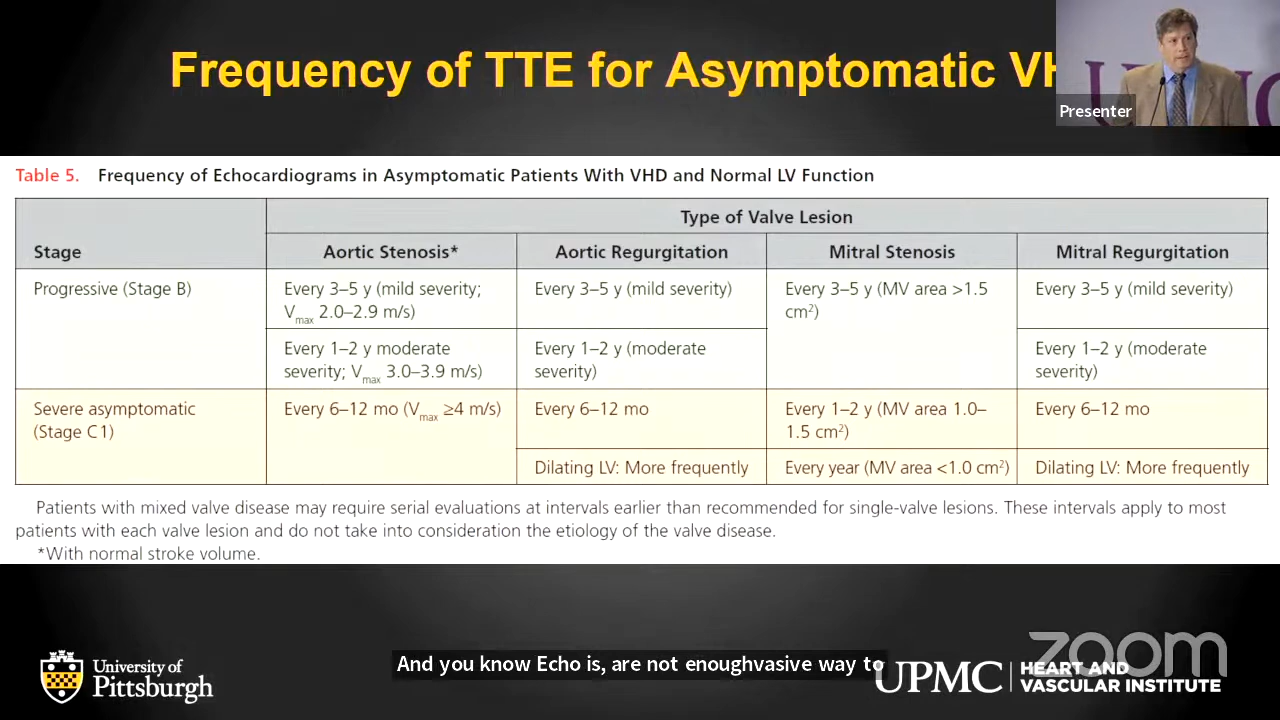 Frequency of TTE for Asymptomatic VH
Presenter
Table 5. Frequency of Echocardiograms in Asymptomatic Patients With VHD and Normal LV Function
Type of Valve Lesion
Stage Aortic Stenosis* Aortic Regurgitation Mitral Stenosis Mitral Regurgitation
Progressive (Stage B) Every 3–5 y (mild severity; Every 3–5 y (mild severity) Every 3–5 y (MV area >1.5 Every 3–5 y (mild severity)
Vmax 2.0–2.9 m/s) cm²)
Every 1–2 y moderate Every 1–2 y (moderate Every 1–2 y (moderate
severity; Vmax 3.0–3.9 m/s) severity) severity)
Severe asymptomatic Every 6–12 mo (Vmax ≥4 m/s) Every 6–12 mo Every 1–2 y (MV area 1.0– Every 6–12 mo
(Stage C1) 1.5 cm²)
Dilating LV: More frequently Every year (MV area <1.0 cm²) Dilating LV: More frequently
Patients with mixed valve disease may require serial evaluations at intervals earlier than recommended for single-valve lesions. These intervals apply to most
patients with each valve lesion and do not take into consideration the etiology of the valve disease.
*With normal stroke volume.
And you know Echo is, are not enoughvasive way to
zoom
University of
Pittsburgh
UPMC HEART AND
VASCULAR INSTITUTE